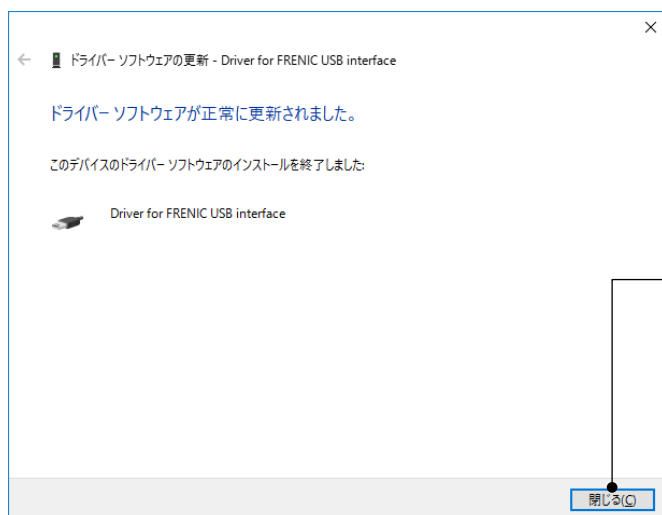 ドライバー ソフトウェアの更新 - Driver for FRENIC USB interface
ドライバー ソフトウェアが正常に更新されました。
このデバイスのドライバー ソフトウェアのインストールを終了しました:
Driver for FRENIC USB interface
閉じる(C)